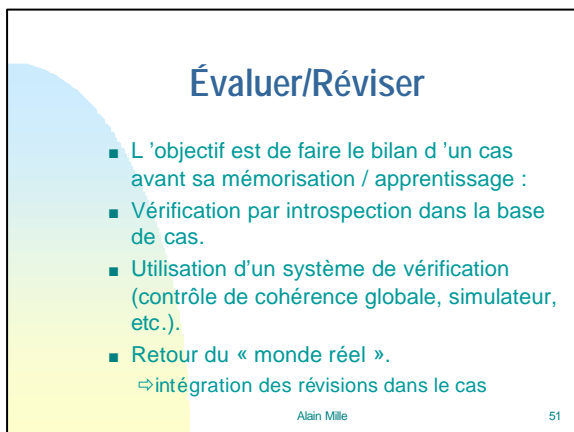 Évaluer/Réviser
■ L ’objectif est de faire le bilan d ’un cas
avant sa mémorisation / apprentissage :
■ Vérification par introspection dans la base
de cas.
■ Utilisation d’un système de vérification
(contrôle de cohérence globale, simulateur,
etc.).
■ Retour du « monde réel ».
⇨intégration des révisions dans le cas
Alain Mille 51